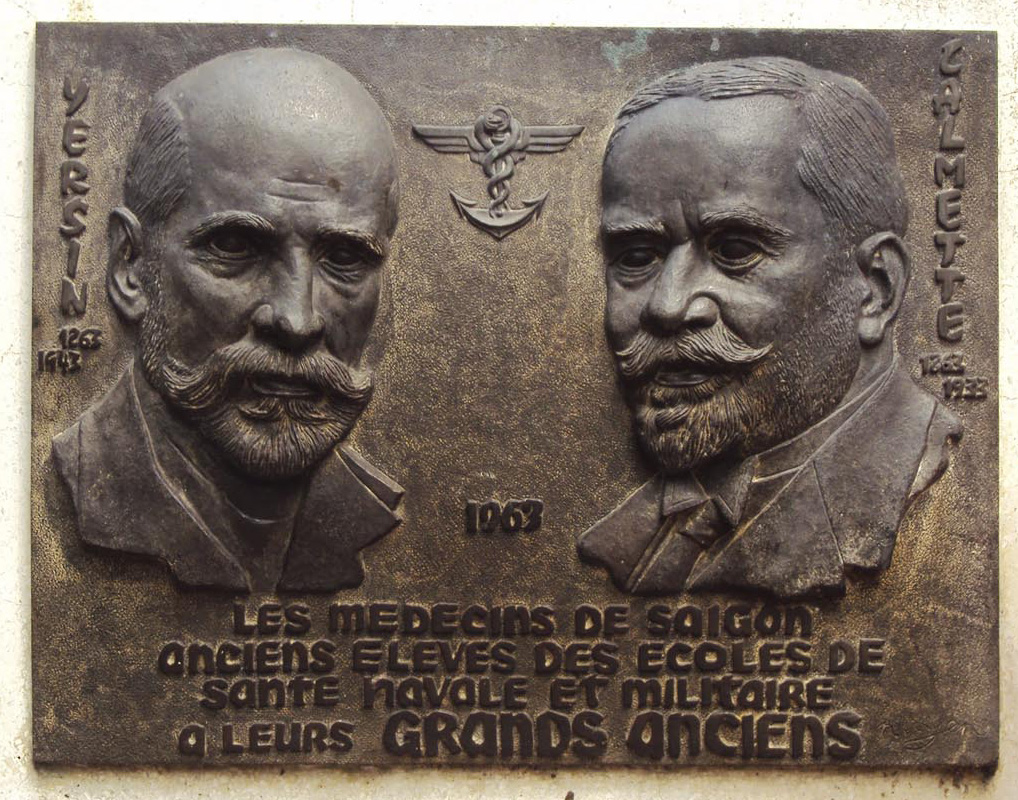 YERSIN
1863
1943
CALMETTE
1863
1933
1963
LES MEDECINS DE SAIGON
ANCIENS ELEVES DES ECOLES DE
SANTE NAVALE ET MILITAIRE
A LEURS GRANDS ANCIENS